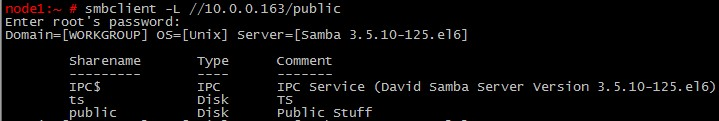 node1:~ # smbclient -L //10.0.0.163/public
Enter root's password:
Domain=[WORKGROUP] OS=[Unix] Server=[Samba 3.5.10-125.el6]
Sharename Type Comment
--------- ---- -------
IPC$ IPC IPC Service (David Samba Server Version 3.5.10-125.el6)
ts Disk TS
public Disk Public Stuff